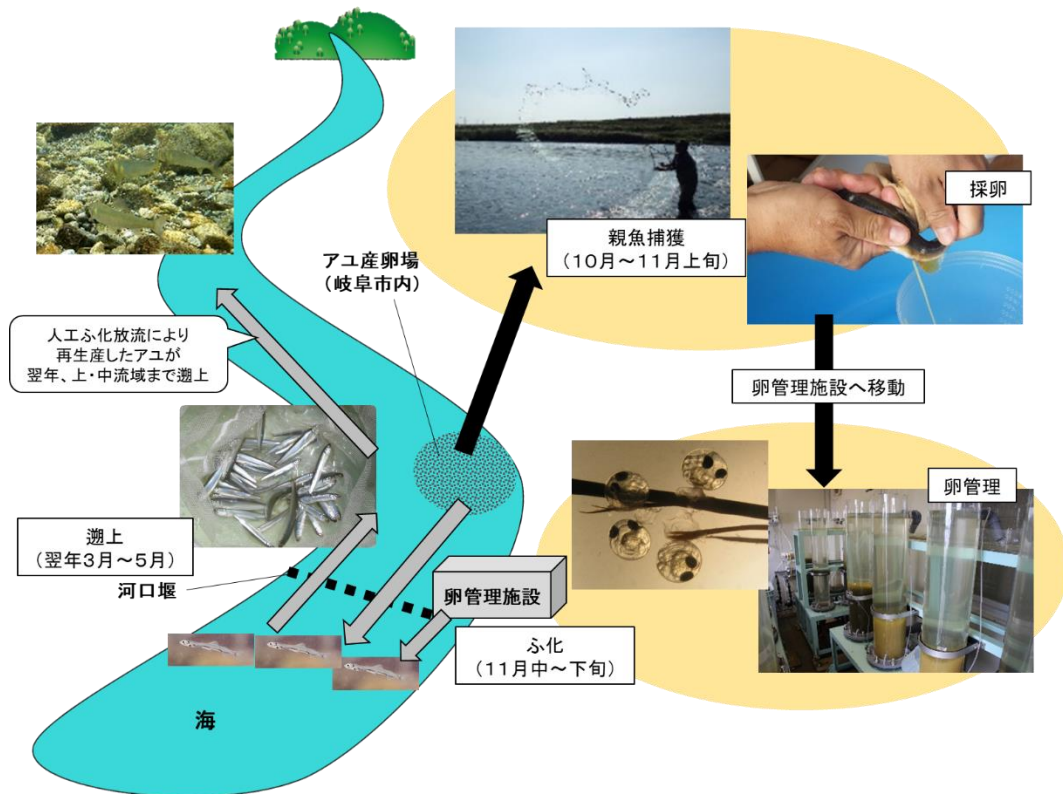 採卵
親魚捕獲
(10月~11月上旬)
アユ産卵場
(岐阜市内)
人工ふ化放流により
再生産したアユが
翌年、上・中流域まで遡上
卵管理施設へ移動
卵管理
遡上
(翌年3月~5月)
河口堰
卵管理施設
ふ化
(11月中~下旬)
海